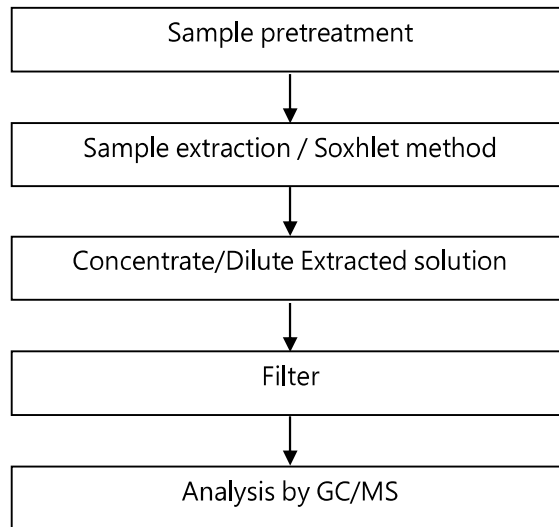 Sample pretreatment
Sample extraction / Soxhlet method
Concentrate/Dilute Extracted solution
Filter
Analysis by GC/MS